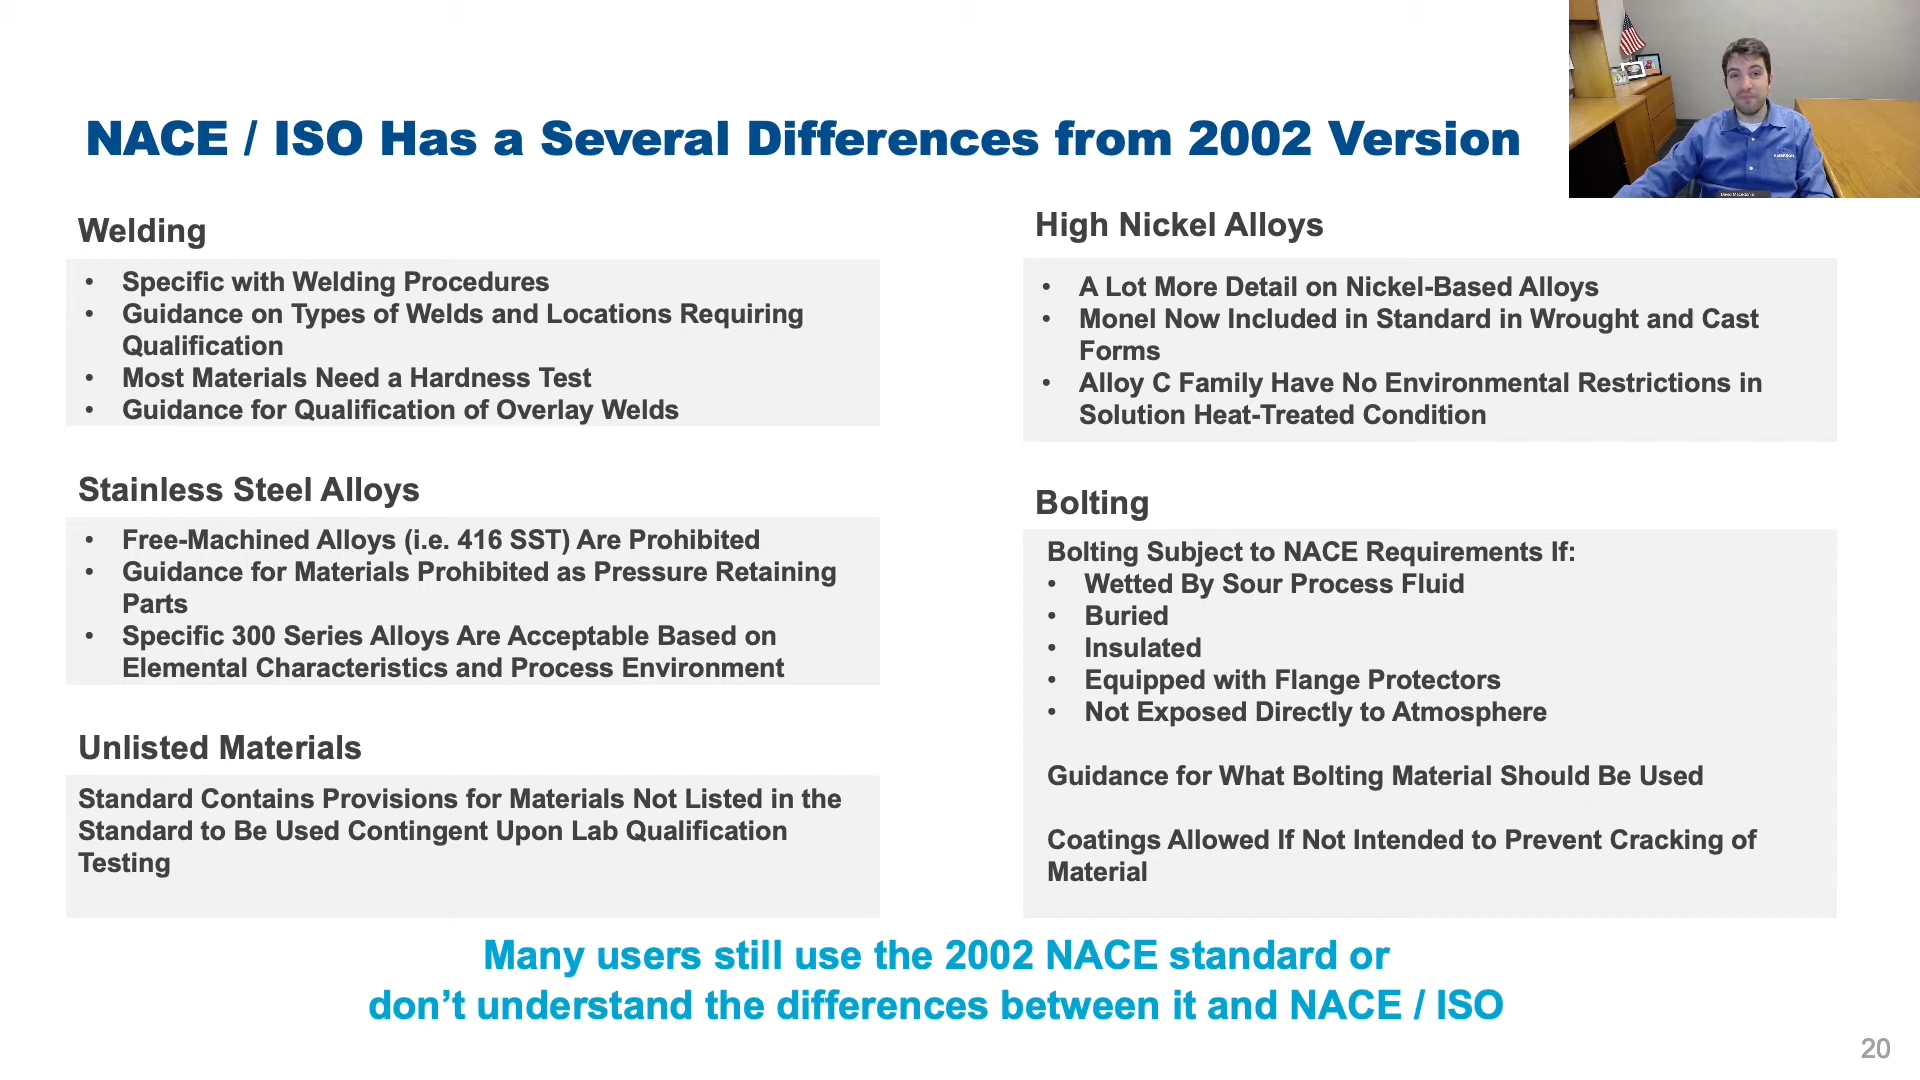 NACE / ISO Has a Several Differences from 2002 Version
Welding
• Specific with Welding Procedures
• Guidance on Types of Welds and Locations Requiring
Qualification
• Most Materials Need a Hardness Test
• Guidance for Qualification of Overlay Welds
Stainless Steel Alloys
• Free-Machined Alloys (i.e. 416 SST) Are Prohibited
• Guidance for Materials Prohibited as Pressure Retaining
Parts
• Specific 300 Series Alloys Are Acceptable Based on
Elemental Characteristics and Process Environment
Unlisted Materials
Standard Contains Provisions for Materials Not Listed in the
Standard to Be Used Contingent Upon Lab Qualification
Testing
High Nickel Alloys
• A Lot More Detail on Nickel-Based Alloys
• Monel Now Included in Standard in Wrought and Cast
Forms
• Alloy C Family Have No Environmental Restrictions in
Solution Heat-Treated Condition
Bolting
Bolting Subject to NACE Requirements If:
• Wetted By Sour Process Fluid
• Buried
• Insulated
• Equipped with Flange Protectors
• Not Exposed Directly to Atmosphere
Guidance for What Bolting Material Should Be Used
Coatings Allowed If Not Intended to Prevent Cracking of
Material
Many users still use the 2002 NACE standard or
don’t understand the differences between it and NACE / ISO
20
EMERSON
David Macedonia